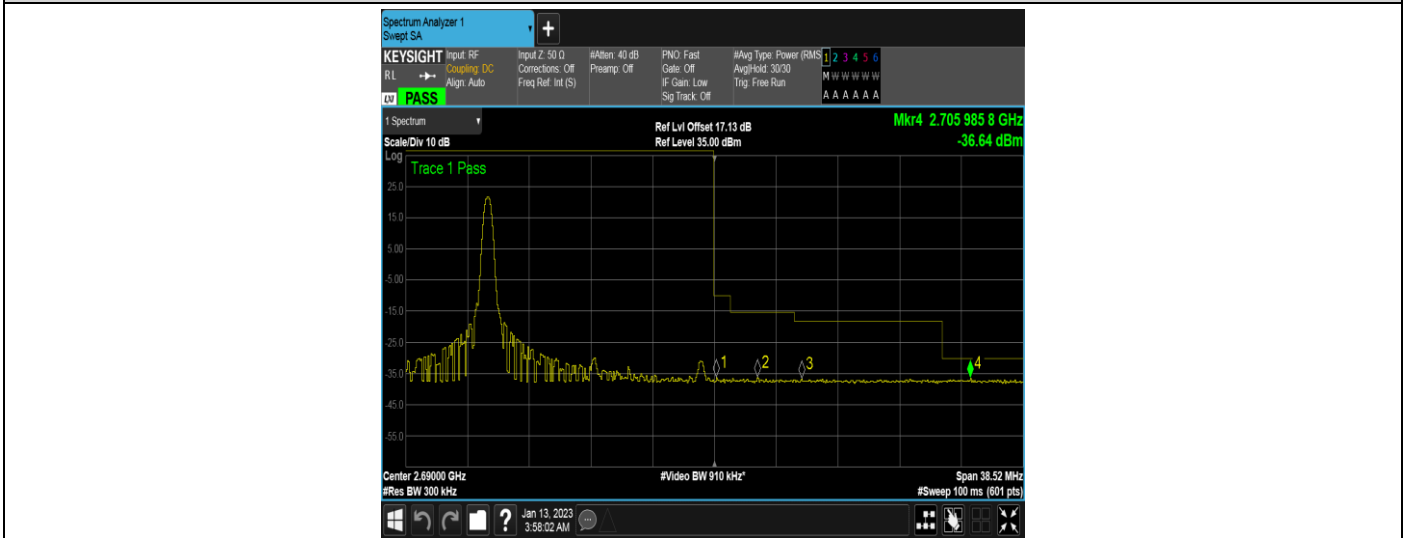 Spectrum Analyzer 1
Swept SA
+
KEYSIGHT
RL
LXI PASS
Input: RF
Coupling: DC
Align: Auto
Input Z: 50 Ω
Corrections: Off
Freq Ref: Int (S)
#Atten: 40 dB
Preamp: Off
PNO: Fast
Gate: Off
IF Gain: Low
Sig Track: Off
#Avg Type: Power (RMS
Avg|Hold: 30/30
Trig: Free Run
1 2 3 4 5 6
M W W W W W
A A A A A A
1 Spectrum
Scale/Div 10 dB
Ref Lvl Offset 17.13 dB
Ref Level 35.00 dBm
Mkr4 2.705 985 8 GHz
-36.64 dBm
Log
Trace 1 Pass
25.0
15.0
5.00
-5.00
-15.0
-25.0
-35.0
-45.0
-55.0
1
2
3
4
Center 2.69000 GHz
#Res BW 300 kHz
#Video BW 910 kHz*
Span 38.52 MHz
#Sweep 100 ms (601 pts)
?
Jan 13, 2023
3:58:02 AM